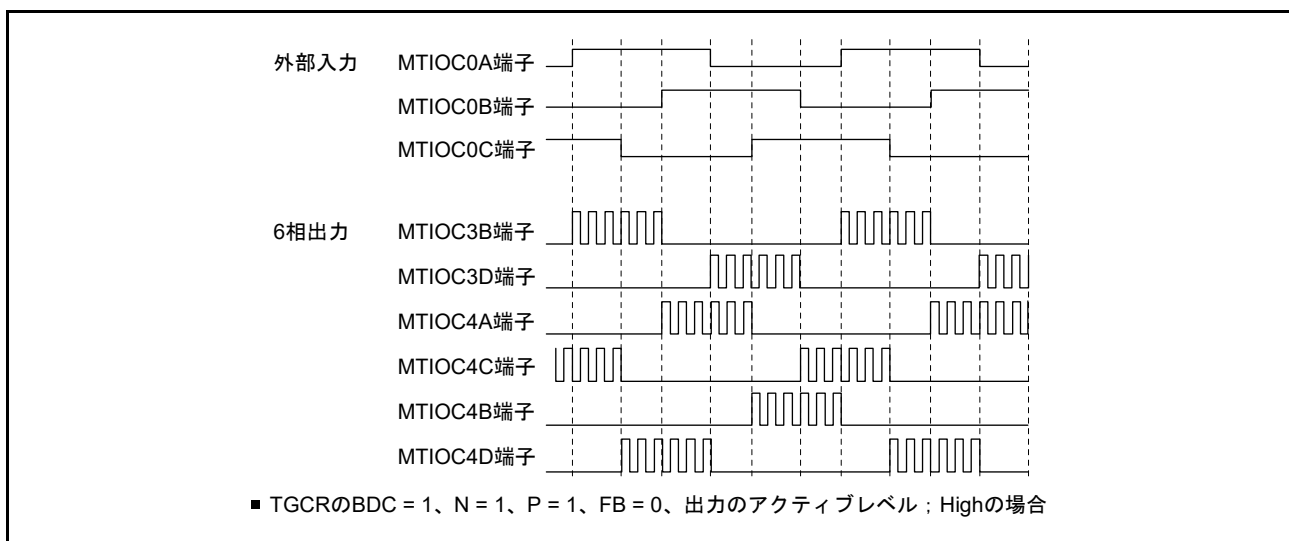 外部入力 MTIOC0A端子
MTIOC0B端子
MTIOC0C端子
6相出力 MTIOC3B端子
MTIOC3D端子
MTIOC4A端子
MTIOC4C端子
MTIOC4B端子
MTIOC4D端子
■ TGCRのBDC = 1、N = 1、P = 1、FB = 0、出力のアクティブレベル；Highの場合